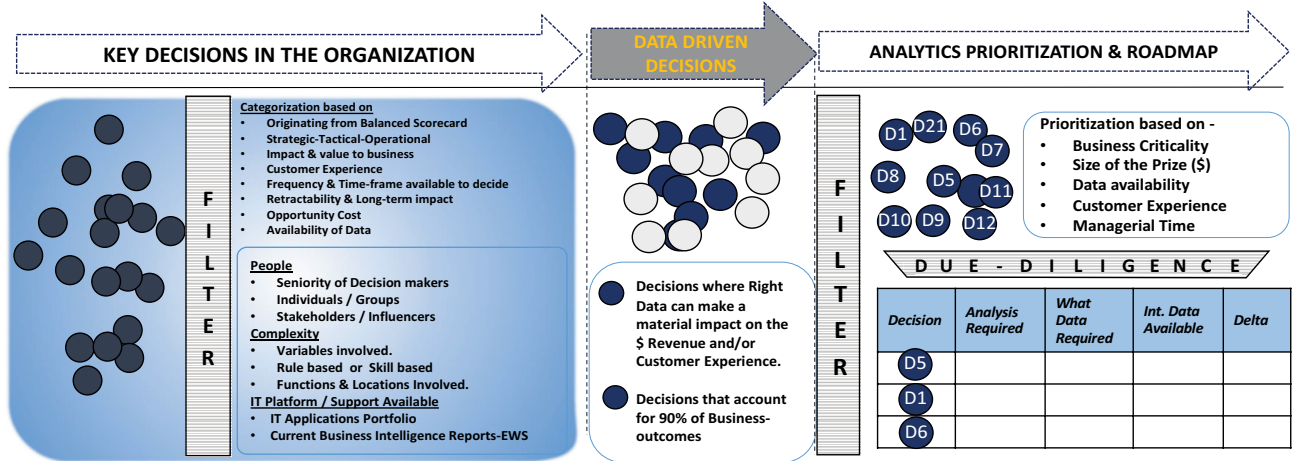 KEY DECISIONS IN THE ORGANIZATION
DATA DRIVEN
DECISIONS
ANALYTICS PRIORITIZATION & ROADMAP
F
I
L
T
E
R
Categorization based on
• Originating from Balanced Scorecard
• Strategic-Tactical-Operational
• Impact & value to business
• Customer Experience
• Frequency & Time-frame available to decide
• Retractability & Long-term impact
• Opportunity Cost
• Availability of Data
People
• Seniority of Decision makers
• Individuals / Groups
• Stakeholders / Influencers
Complexity
• Variables involved.
• Rule based or Skill based
• Functions & Locations Involved.
IT Platform / Support Available
• IT Applications Portfolio
• Current Business Intelligence Reports-EWS
Decisions where Right
Data can make a
material impact on the
$ Revenue and/or
Customer Experience.
Decisions that account
for 90% of Business-
outcomes
F
I
L
T
E
R
D1
D21
D6
D7
D8
D5
D11
D10
D9
D12
Prioritization based on -
• Business Criticality
• Size of the Prize ($)
• Data availability
• Customer Experience
• Managerial Time
DUE-DILIGENCE
Decision
Analysis
Required
What
Data
Required
Int. Data
Available
Delta
D5
D1
D6